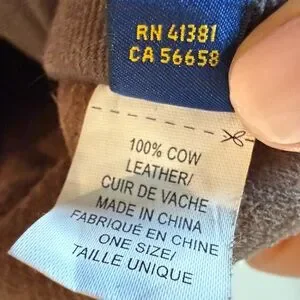 RN 41381
CA 56658
100% COW
LEATHER/
CUIR DE VACHE
MADE IN CHINA
FABRIQUÉ EN CHINE
ONE SIZE/
TAILLE UNIQUE